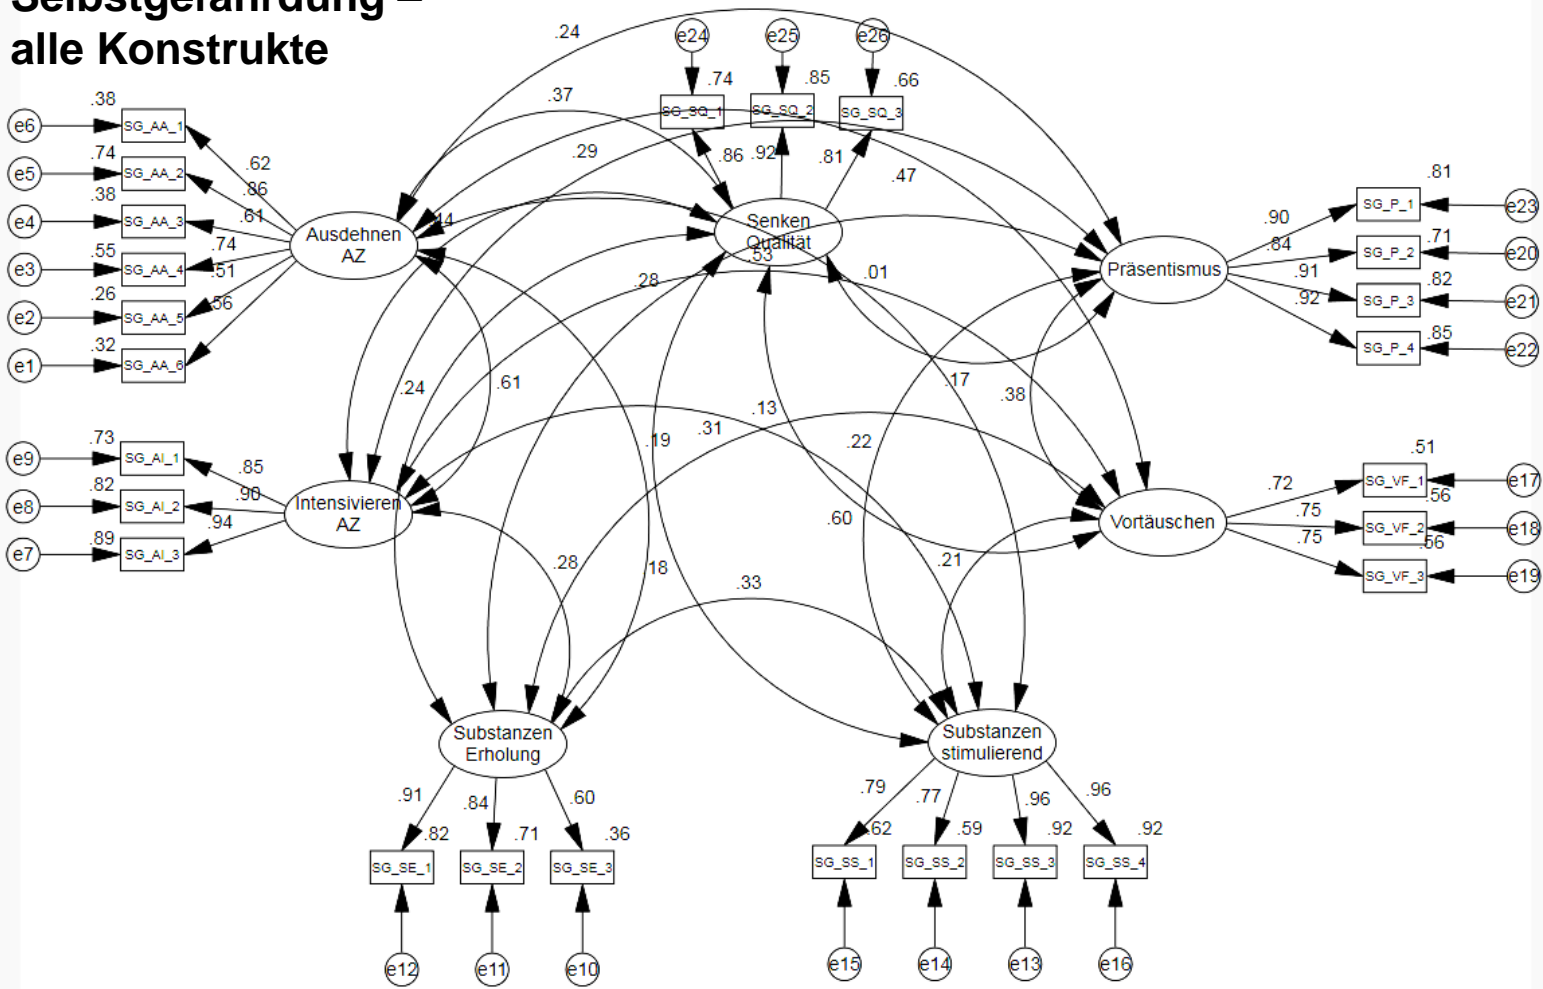 Selbstgefährdung –
alle Konstrukte
.24
e24
e25
e26
.74
.85
.66
.37
SG_SQ_1
SG_SQ_2
SG_SQ_3
.38
e6
SG_AA_1
.62
.74
e5
SG_AA_2
.86
.38
e4
SG_AA_3
.61
.55
e3
SG_AA_4
.74
.26
e2
SG_AA_5
.51
.32
e1
SG_AA_6
.56
Ausdehnen
AZ
.44
.29
.86
.92
.81
.47
Senken
Qualität
.53
.28
.01
Präsentismus
.90
.81
SG_P_1
e23
.84
.71
SG_P_2
e20
.91
.82
SG_P_3
e21
.92
.85
SG_P_4
e22
.24
.61
.13
.17
.38
.31
.19
.22
.73
e9
SG_AI_1
.85
.82
e8
SG_AI_2
.90
.89
e7
SG_AI_3
.94
Intensivieren
AZ
.60
Vortäuschen
.72
.51
SG_VF_1
e17
.75
.56
SG_VF_2
e18
.75
.56
SG_VF_3
e19
.28
.18
.33
.21
Substanzen
Erholung
Substanzen
stimulierend
.91
.84
.60
.82
.71
.36
SG_SE_1
SG_SE_2
SG_SE_3
e12
e11
e10
.79
.77
.96
.96
.62
.59
.92
.92
SG_SS_1
SG_SS_2
SG_SS_3
SG_SS_4
e15
e14
e13
e16